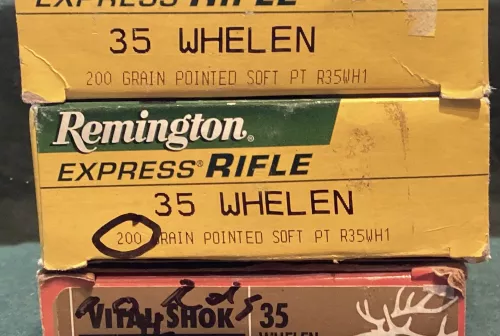 EXPRESS RIFLE
35 WHELEN
200 GRAIN POINTED SOFT PT R35WH1
Remington®
EXPRESS® RIFLE
35 WHELEN
200 GRAIN POINTED SOFT PT R35WH1
VITAL-SHOK 35
WHELEN